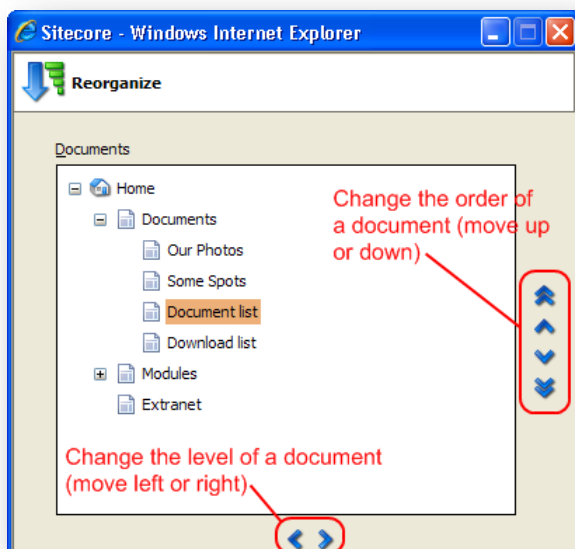 Sitecore - Windows Internet Explorer
Reorganize
Documents
Home
Documents
Our Photos
Some Spots
Document list
Download list
Modules
Extranet
Change the order of
a document (move up
or down)
Change the level of a document
(move left or right)